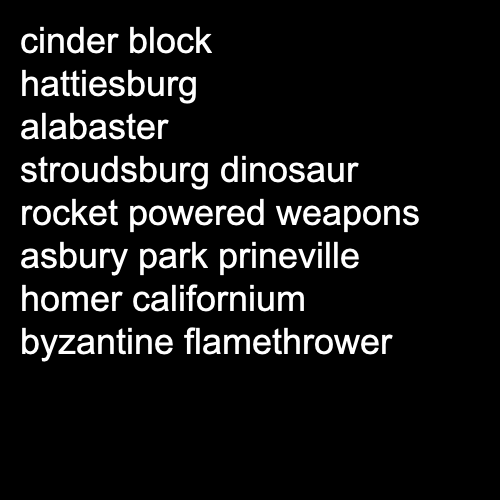 cinder block
hattiesburg
alabaster
stroudsburg dinosaur
rocket powered weapons
asbury park prineville
homer californium
byzantine flamethrower